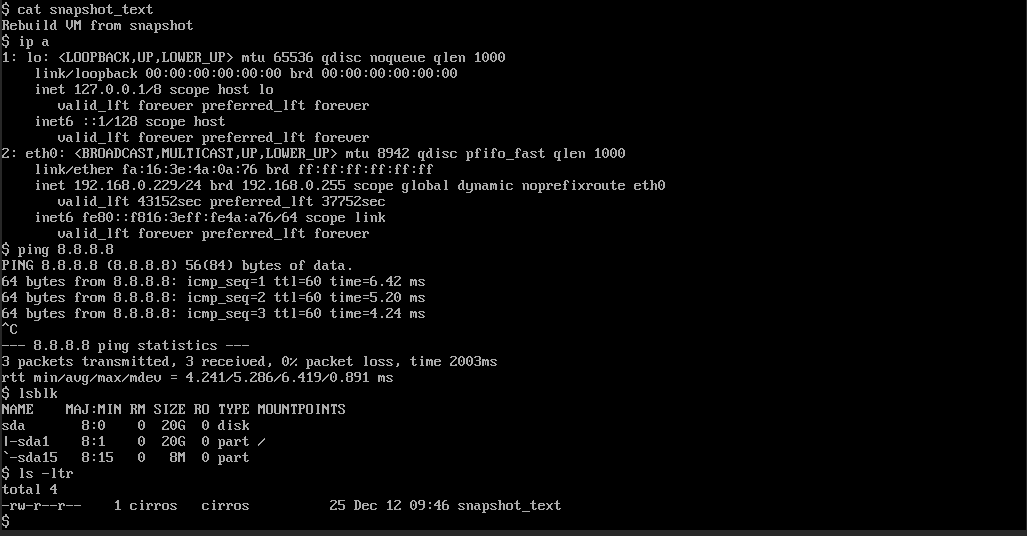 $ cat snapshot_text
Rebuild VM from snapshot
$ ip a
1: lo: <LOOPBACK,UP,LOWER_UP> mtu 65536 qdisc noqueue qlen 1000
    link/loopback 00:00:00:00:00:00 brd 00:00:00:00:00:00
    inet 127.0.0.1/8 scope host lo
       valid_lft forever preferred_lft forever
    inet6 ::1/128 scope host
       valid_lft forever preferred_lft forever
2: eth0: <BROADCAST,MULTICAST,UP,LOWER_UP> mtu 8942 qdisc pfifo_fast qlen 1000
    link/ether fa:16:3e:4a:0a:76 brd ff:ff:ff:ff:ff:ff
    inet 192.168.0.229/24 brd 192.168.0.255 scope global dynamic noprefixroute eth0
       valid_lft 43152sec preferred_lft 37752sec
    inet6 fe80::f816:3eff:fe4a:a76/64 scope link
       valid_lft forever preferred_lft forever
$ ping 8.8.8.8
PING 8.8.8.8 (8.8.8.8) 56(84) bytes of data.
64 bytes from 8.8.8.8: icmp_seq=1 ttl=60 time=6.42 ms
64 bytes from 8.8.8.8: icmp_seq=2 ttl=60 time=5.20 ms
64 bytes from 8.8.8.8: icmp_seq=3 ttl=60 time=4.24 ms
^C
--- 8.8.8.8 ping statistics ---
3 packets transmitted, 3 received, 0% packet loss, time 2003ms
rtt min/avg/max/mdev = 4.241/5.286/6.419/0.891 ms
$ lsblk
NAME    MAJ:MIN RM SIZE RO TYPE MOUNTPOINTS
sda       8:0    0  20G  0 disk
|-sda1    8:1    0  20G  0 part /
`-sda15   8:15   0   8M  0 part
$ ls -ltr
total 4
-rw-r--r--    1 cirros   cirros          25 Dec 12 09:46 snapshot_text
$